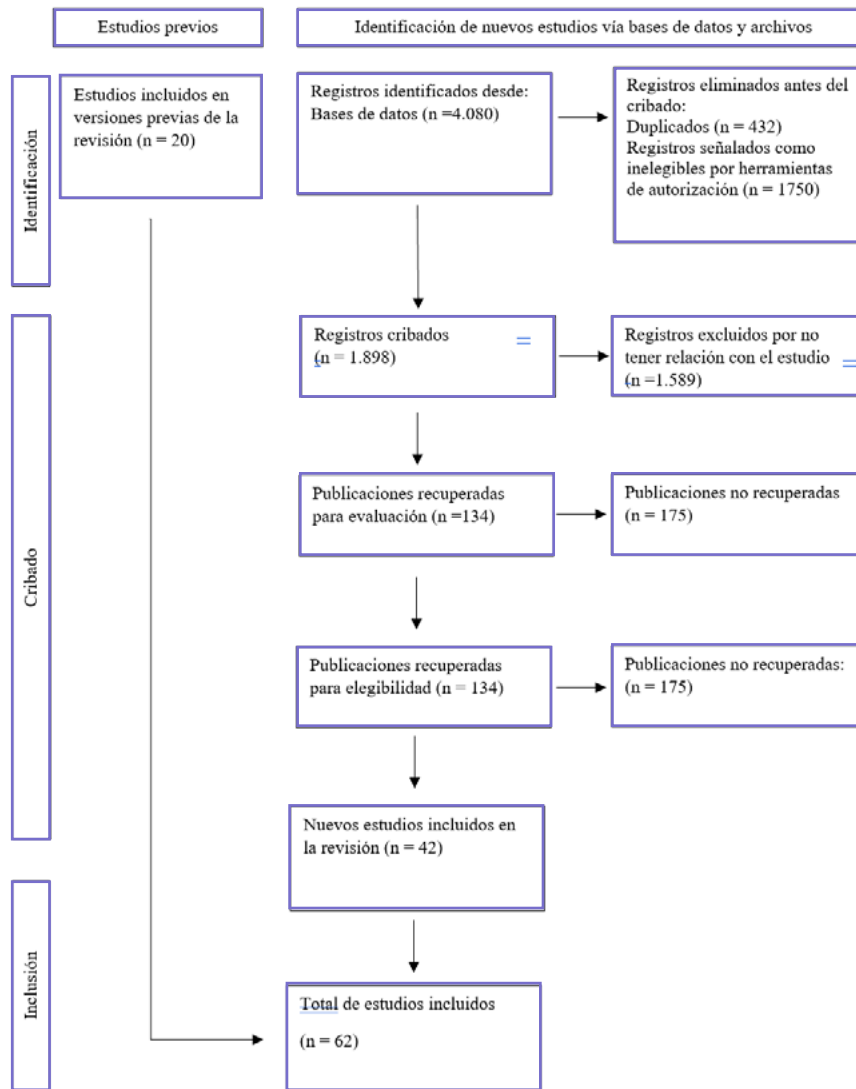 Estudios previos
Identificación de nuevos estudios vía bases de datos y archivos
Identificación
Estudios incluidos en
versiones previas de la
revisión (n = 20)
Registros identificados desde:
Bases de datos (n =4.080)
Registros eliminados antes del
cribado:
Duplicados (n = 432)
Registros señalados como
inelegibles por herramientas
de autorización (n = 1750)
Cribado
Registros cribados
(n = 1.898)
Registros excluidos por no
tener relación con el estudio
(n =1.589)
Publicaciones recuperadas
para evaluación (n =134)
Publicaciones no recuperadas
(n = 175)
Publicaciones recuperadas
para elegibilidad (n = 134)
Publicaciones no recuperadas:
(n = 175)
Nuevos estudios incluidos en
la revisión (n = 42)
Inclusión
Total de estudios incluidos
(n = 62)